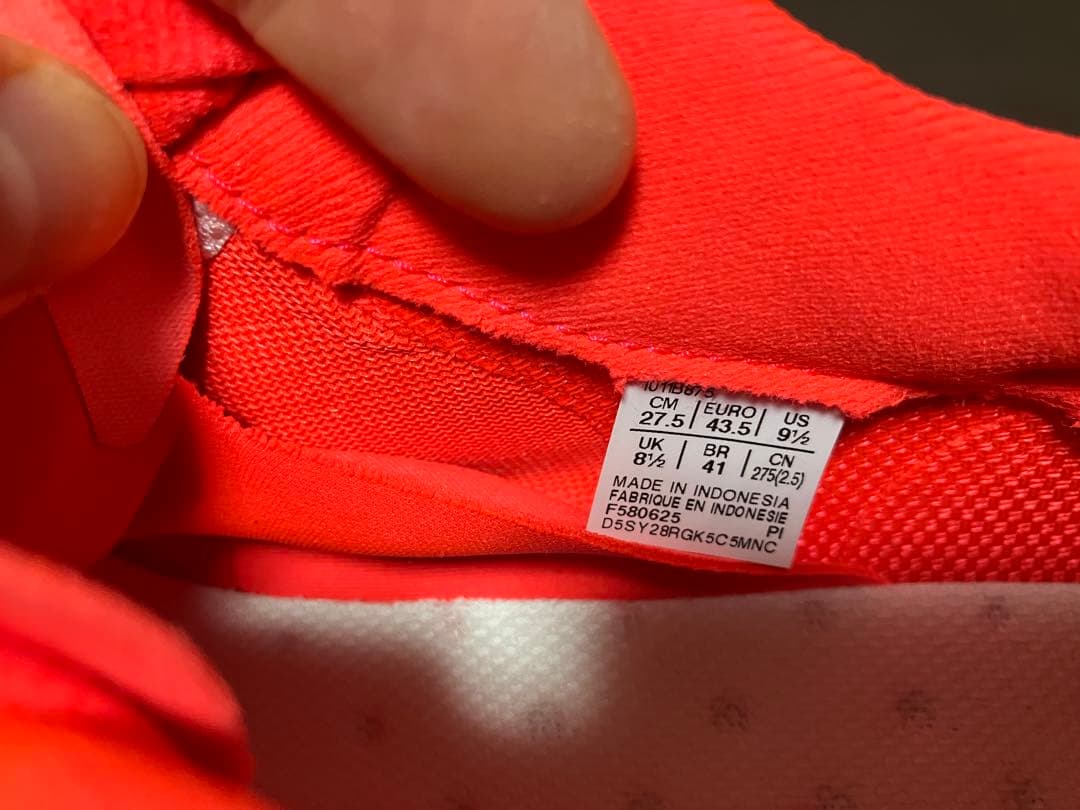 1011B875
CM | EURO | US
27.5 | 43.5 | 9½
UK | BR | CN
8½ | 41 | 275(2.5)
MADE IN INDONESIA
FABRIQUE EN INDONESIE
F580625 PI
D5SY28RGK5C5MNC